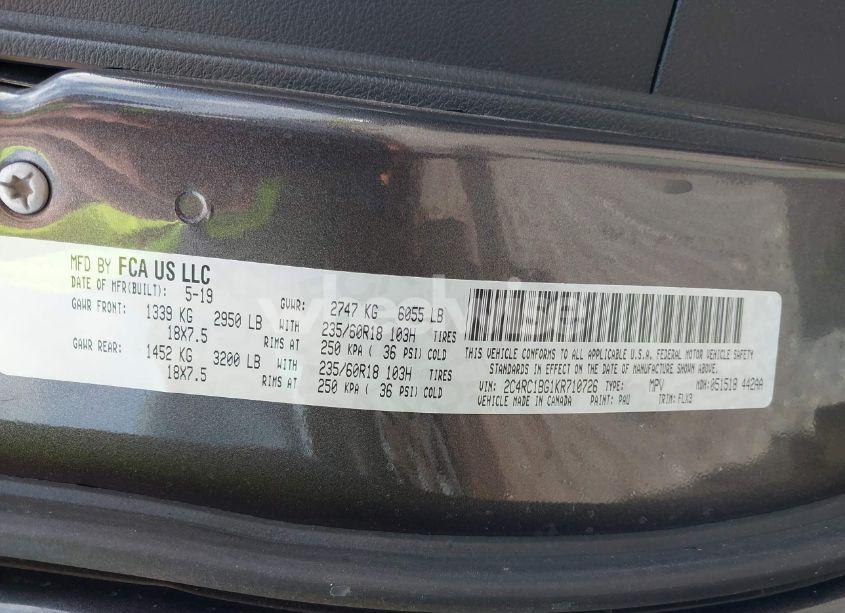 MFD BY FCA US LLC
DATE OF MFR(BUILT): 5-19
GVWR: 2747 KG 6055 LB
GAWR FRONT: 1339 KG 2950 LB WITH 235/60R18 103H TIRES
18X7.5 RIMS AT 250 KPA ( 36 PSI) COLD
GAWR REAR: 1452 KG 3200 LB WITH 235/60R18 103H TIRES
18X7.5 RIMS AT 250 KPA ( 36 PSI) COLD
THIS VEHICLE CONFORMS TO ALL APPLICABLE U.S.A. FEDERAL MOTOR VEHICLE SAFETY
STANDARDS IN EFFECT ON THE DATE OF MANUFACTURE SHOWN ABOVE.
VIN: 2C4RC1BG1KR710726 TYPE: MPV MDH: 051518 442AA
VEHICLE MADE IN CANADA PAINT: PAU TRIM: FLX9